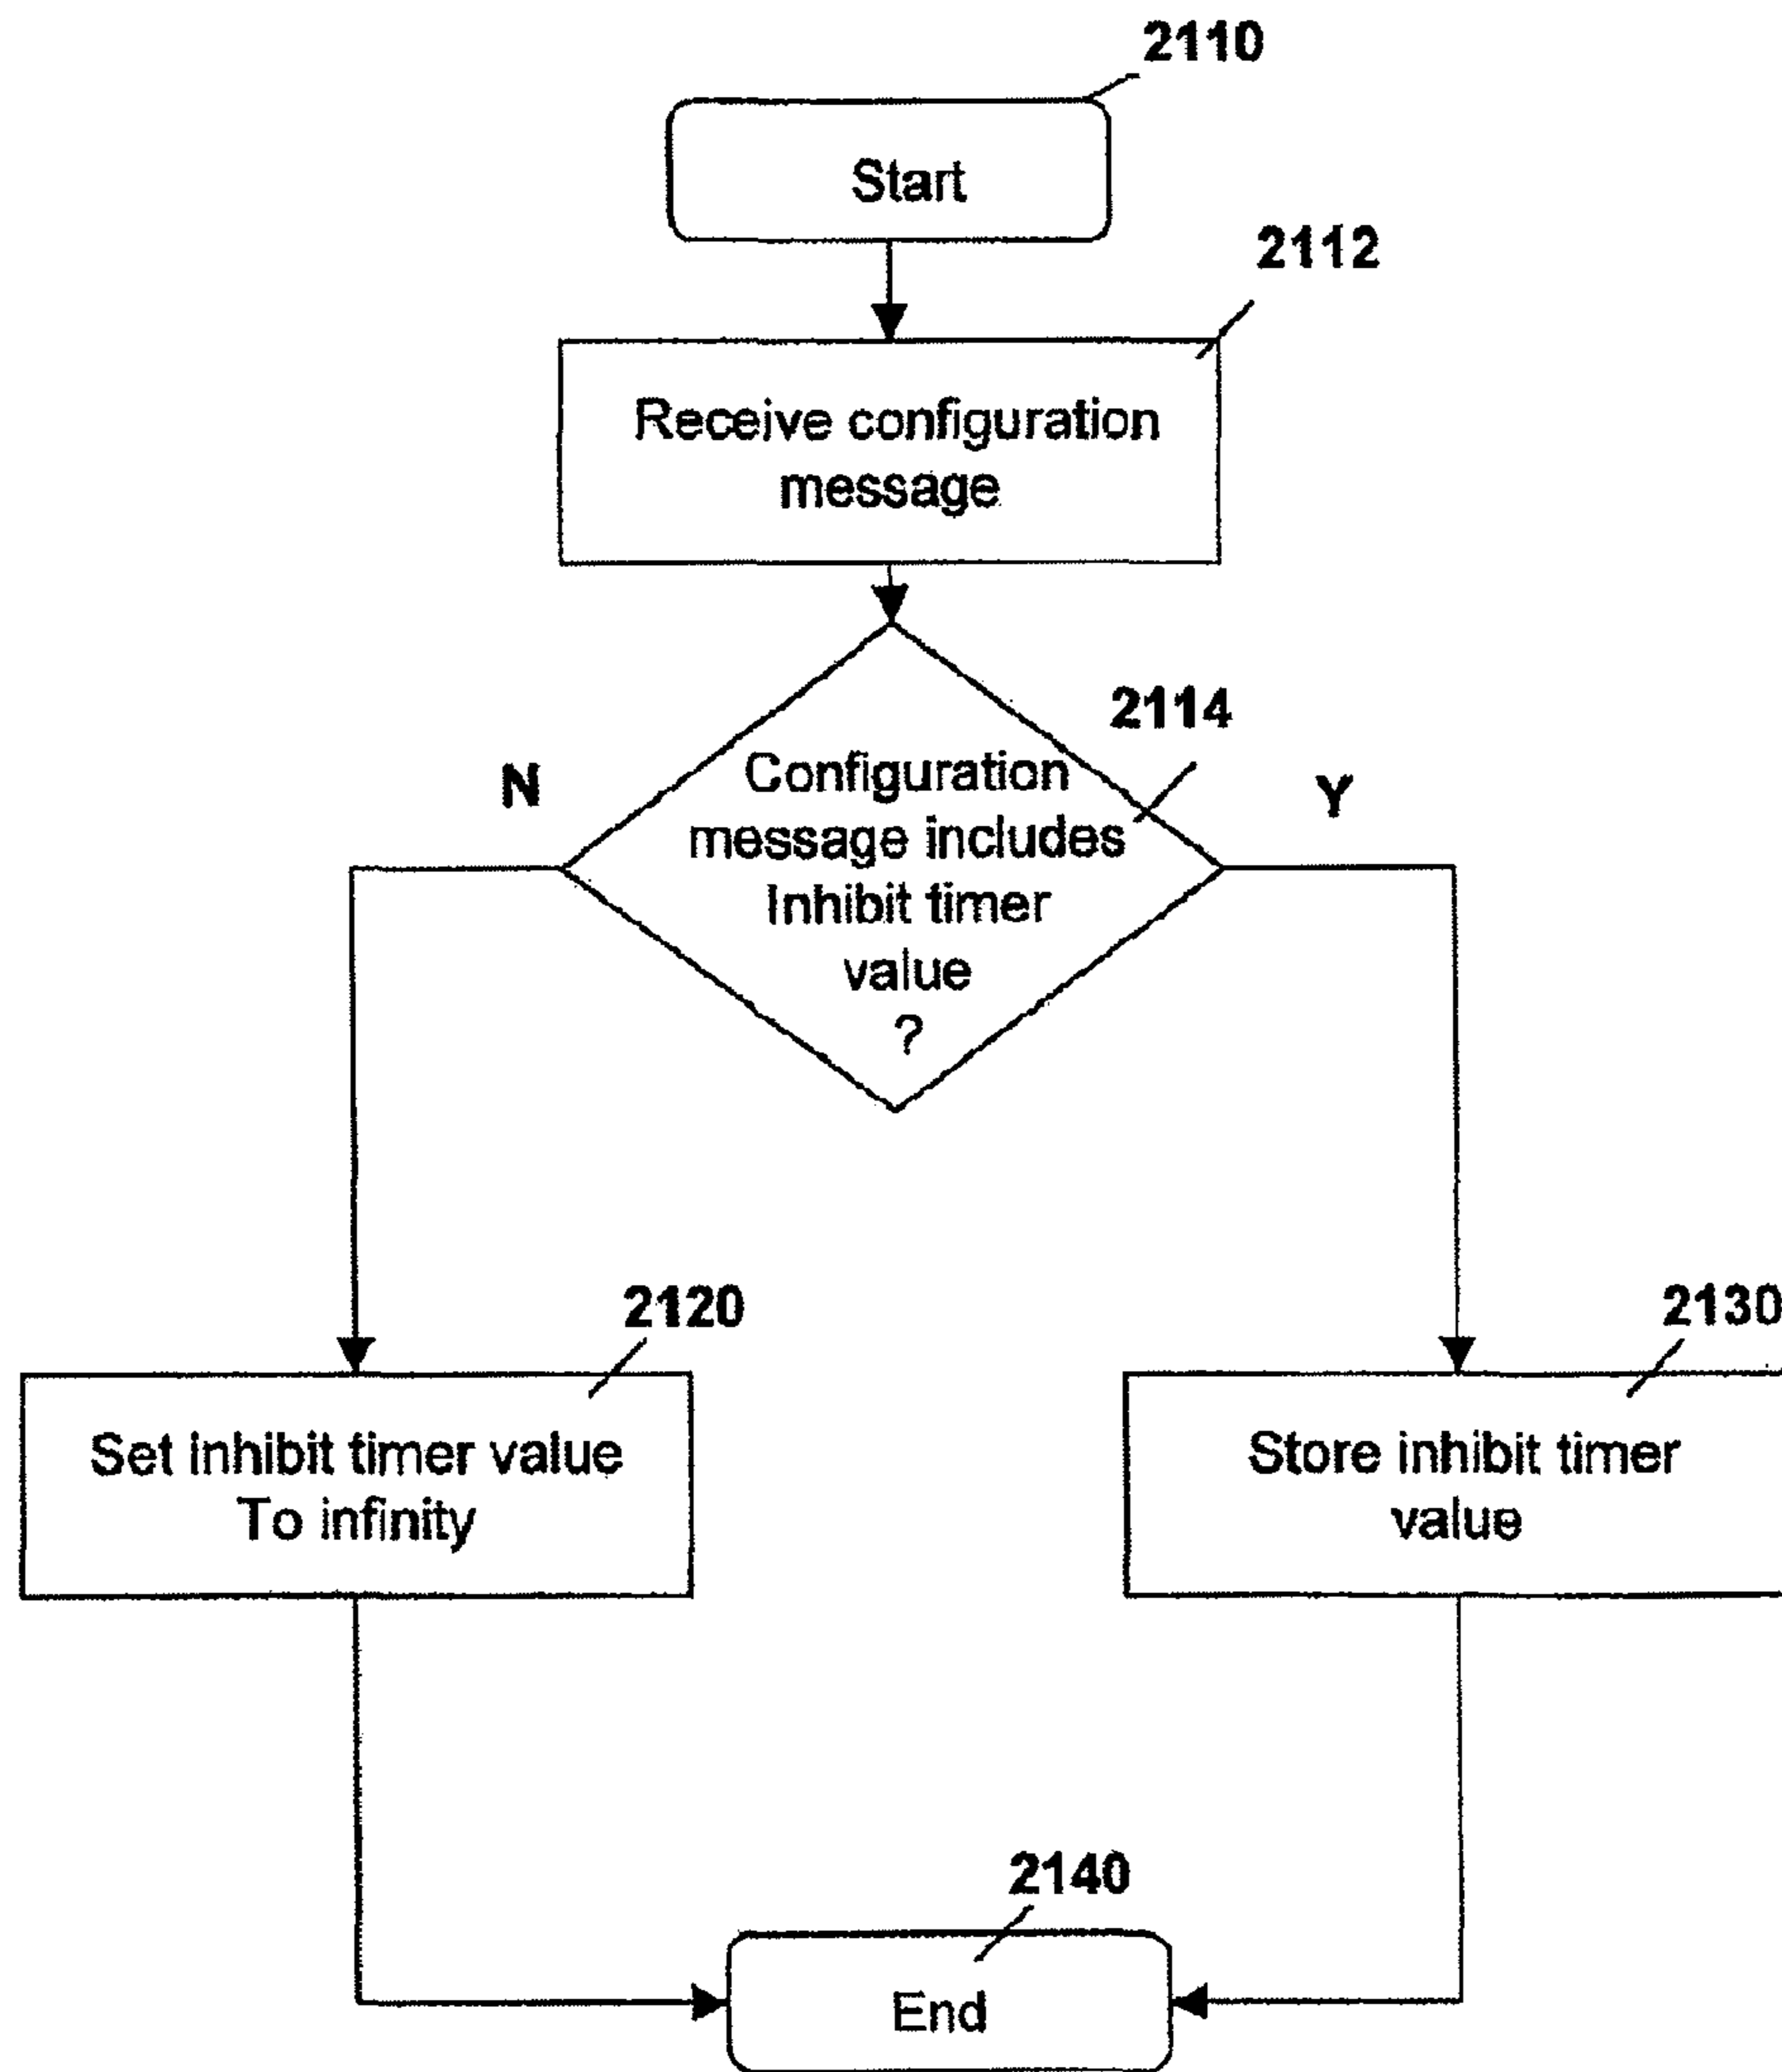 2110
Start
2112
Receive configuration
message
2114
N
Y
Configuration
message includes
Inhibit timer
value
?
2120
2130
Set inhibit timer value
To infinity
Store inhibit timer
value
2140
End